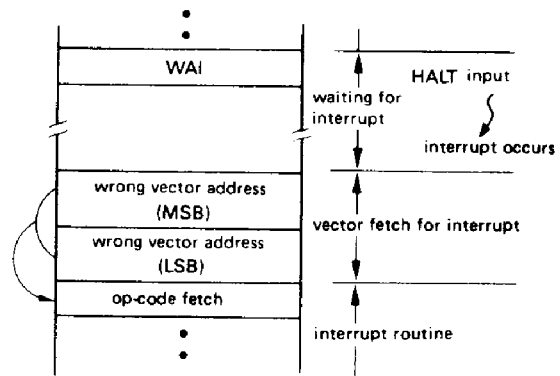 WAI
HALT input
waiting for
interrupt
interrupt occurs
wrong vector address
(MSB)
vector fetch for interrupt
wrong vector address
(LSB)
op-code fetch
interrupt routine